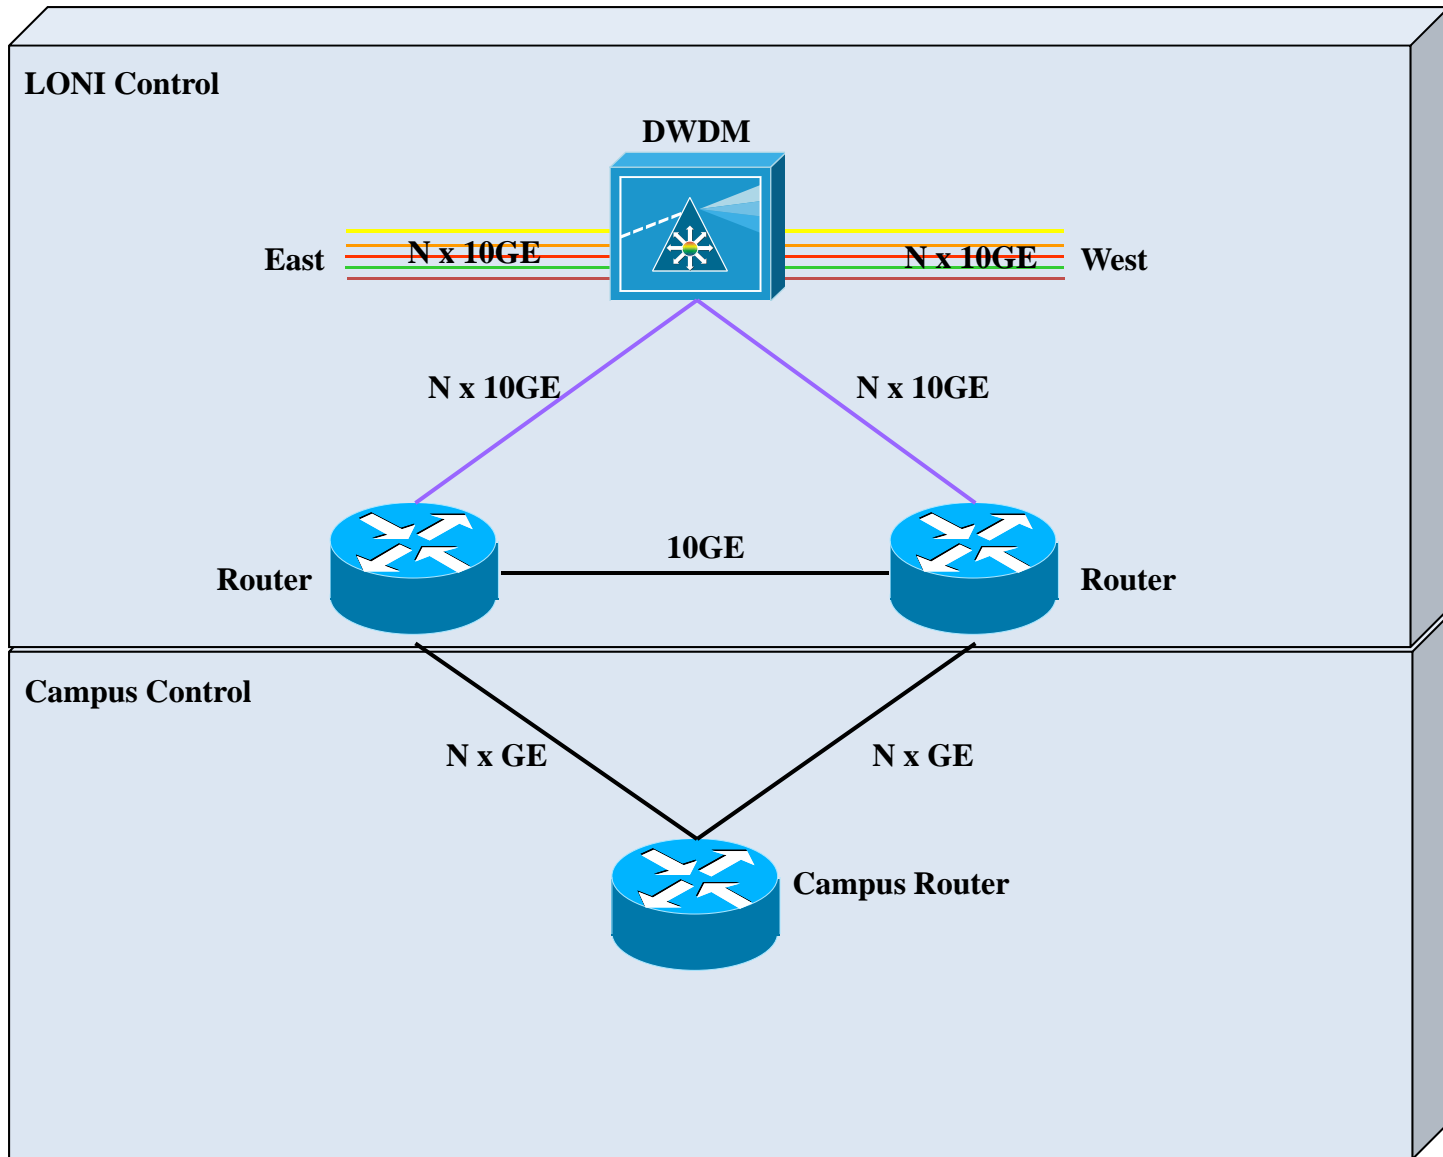 LONI Control
DWDM
East
N x 10GE
N x 10GE
West
N x 10GE
N x 10GE
10GE
Router
Router
Campus Control
N x GE
N x GE
Campus Router